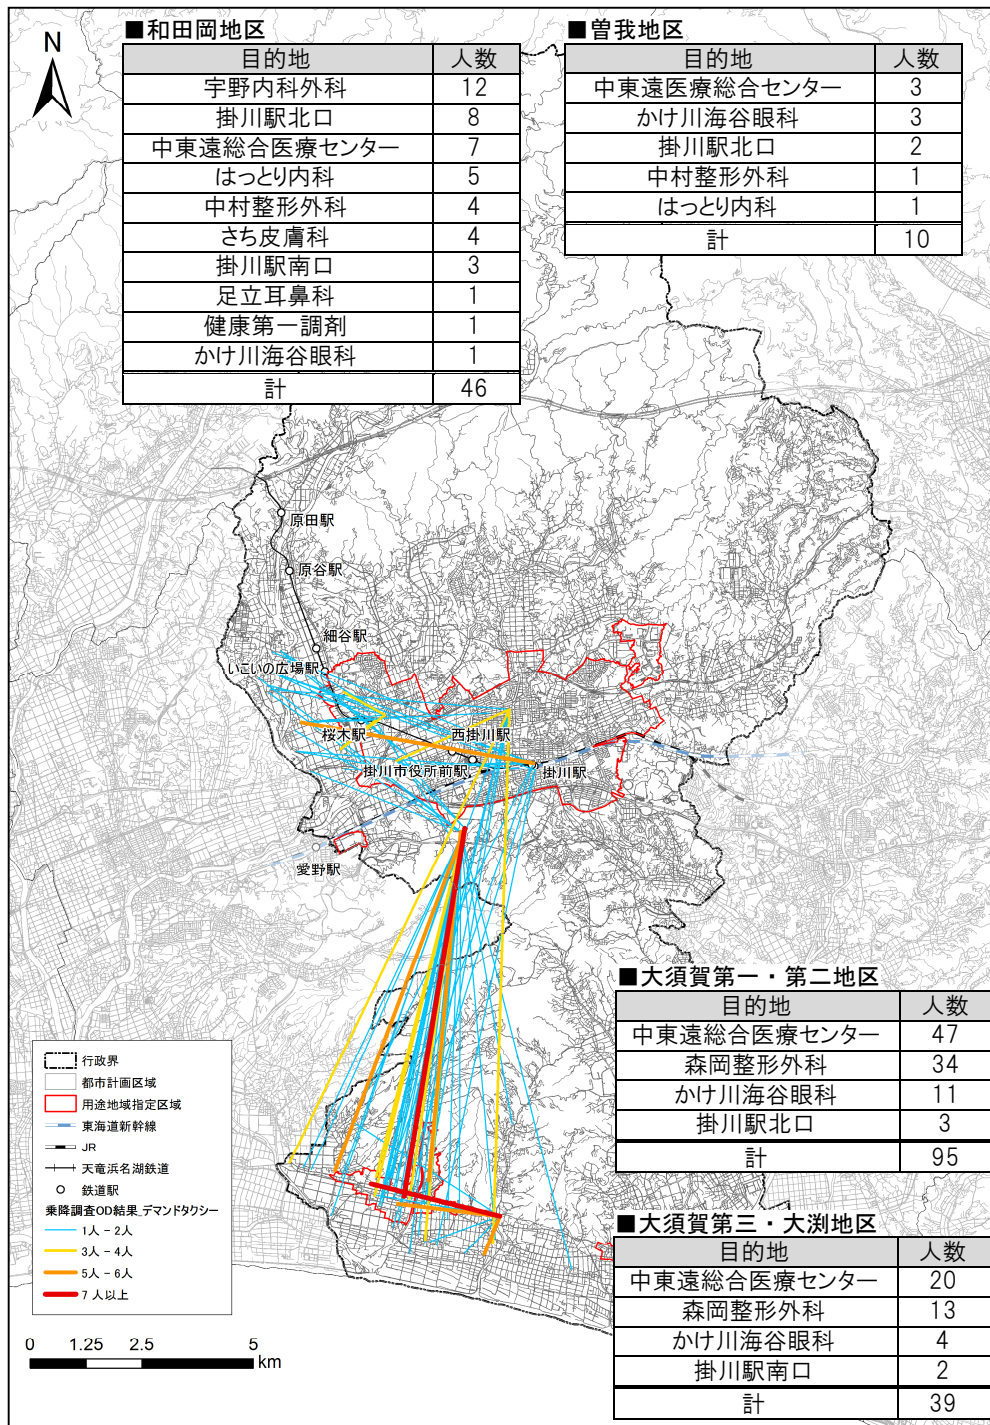 N
■和田岡地区
目的地 人数
宇野内科外科 12
掛川駅北口 8
中東遠総合医療センター 7
はっとり内科 5
中村整形外科 4
さち皮膚科 4
掛川駅南口 3
足立耳鼻科 1
健康第一調剤 1
かけ川海谷眼科 1
計 46
■曽我地区
目的地 人数
中東遠医療総合センター 3
かけ川海谷眼科 3
掛川駅北口 2
中村整形外科 1
はっとり内科 1
計 10
原田駅
原谷駅
細谷駅
いこいの広場駅
桜木駅
西掛川駅
掛川市役所前駅
掛川駅
愛野駅
■大須賀第一・第二地区
目的地 人数
中東遠総合医療センター 47
森岡整形外科 34
かけ川海谷眼科 11
掛川駅北口 3
計 95
■大須賀第三・大渕地区
目的地 人数
中東遠総合医療センター 20
森岡整形外科 13
かけ川海谷眼科 4
掛川駅南口 2
計 39
行政界
都市計画区域
用途地域指定区域
東海道新幹線
JR
天竜浜名湖鉄道
鉄道駅
乗降調査OD結果_デマンドタクシー
1人 - 2人
3人 - 4人
5人 - 6人
7人以上
0 1.25 2.5 5
km